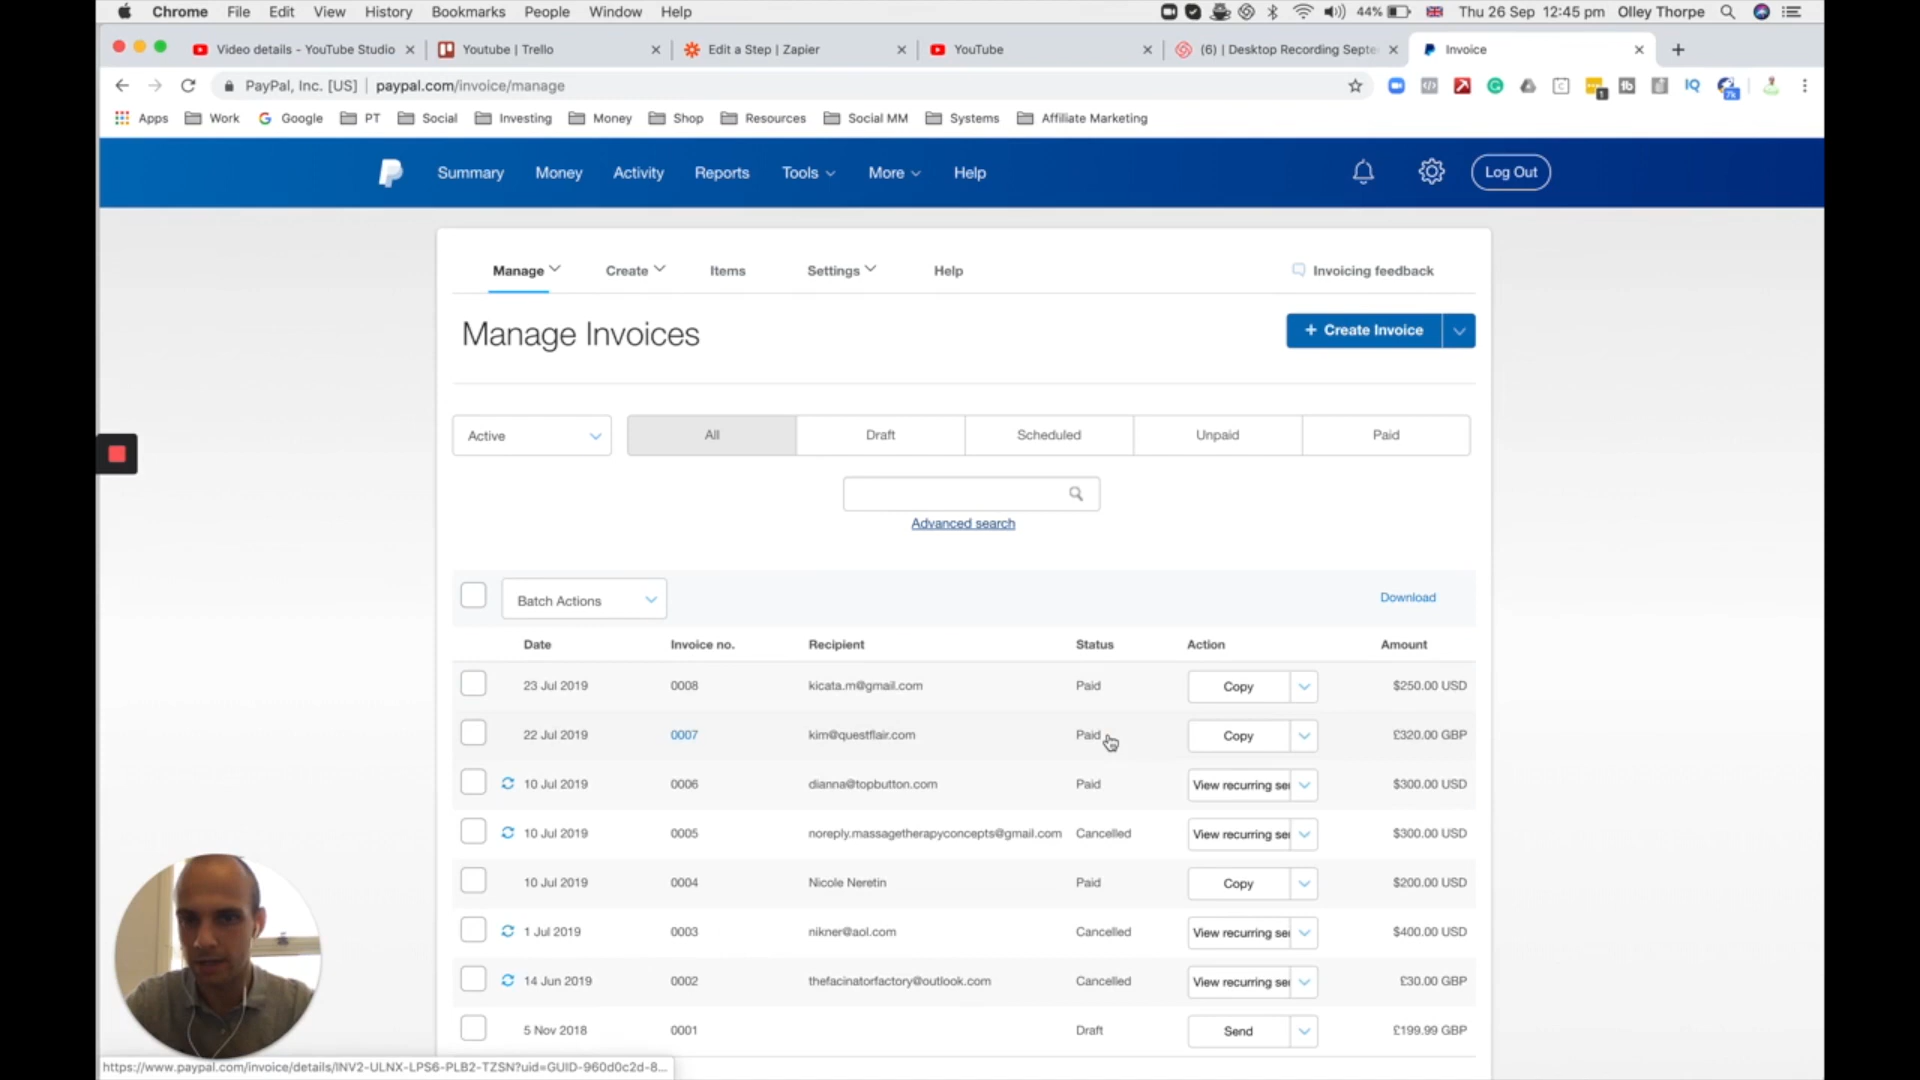 Chrome File Edit View History Bookmarks People Window Help 44% Thu 26 Sep 12:45 pm Olley Thorpe
Video details - YouTube Studio Youtube | Trello Edit a Step | Zapier YouTube (6) | Desktop Recording Septe Invoice
PayPal, Inc. [US] paypal.com/invoice/manage
Apps Work Google PT Social Investing Money Shop Resources Social MM Systems Affiliate Marketing
Summary Money Activity Reports Tools More Help Log Out
Manage Create Items Settings Help Invoicing feedback
Manage Invoices + Create Invoice
Active All Draft Scheduled Unpaid Paid
Advanced search
Batch Actions Download
Date Invoice no. Recipient Status Action Amount
23 Jul 2019 0008 kicata.m@gmail.com Paid Copy $250.00 USD
22 Jul 2019 0007 kim@questflair.com Paid Copy £320.00 GBP
10 Jul 2019 0006 dianna@topbutton.com Paid View recurring se $300.00 USD
10 Jul 2019 0005 noreply.massagetherapyconcepts@gmail.com Cancelled View recurring se $300.00 USD
10 Jul 2019 0004 Nicole Neretin Paid Copy $200.00 USD
1 Jul 2019 0003 nikner@aol.com Cancelled View recurring se $400.00 USD
14 Jun 2019 0002 thefacinatorfactory@outlook.com Cancelled View recurring se £30.00 GBP
5 Nov 2018 0001 Draft Send £199.99 GBP
https://www.paypal.com/invoice/details/INV2-ULNX-LPS6-PLB2-TZSN?uid=GUID-960d0c2d-8...